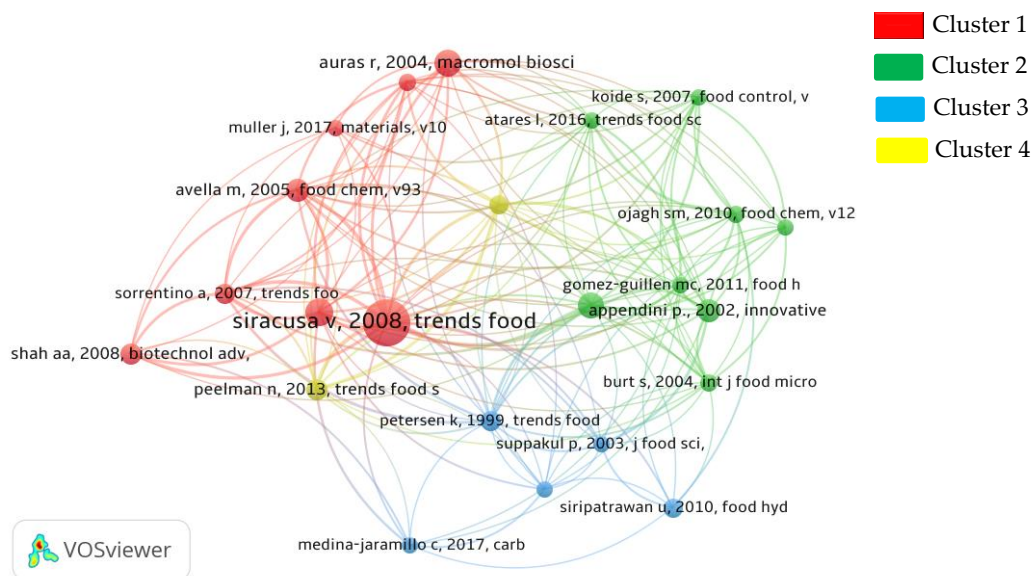 Cluster 1
Cluster 2
Cluster 3
Cluster 4
auras r, 2004, macromol biosci
koide s, 2007, food control, v
atares l, 2016, trends food sc
muller j, 2017, materials, v10
avella m, 2005, food chem, v93
ojagh sm, 2010, food chem, v12
gomez-guillen mc, 2011, food h
sorrentino a, 2007, trends foo
appendini p., 2002, innovative
siracusa v, 2008, trends food
shah aa, 2008, biotechnol adv,
burt s, 2004, int j food micro
peelman n, 2013, trends food s
petersen k, 1999, trends food
suppakul p, 2003, j food sci,
siripatrawan u, 2010, food hyd
medina-jaramillo c, 2017, carb
VOSviewer